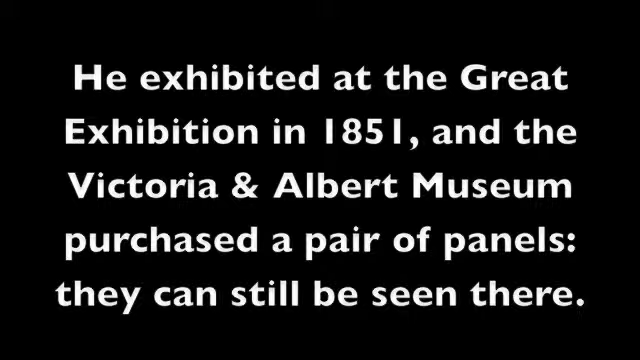 He exhibited at the Great
Exhibition in 1851, and the
Victoria & Albert Museum
purchased a pair of panels:
they can still be seen there.